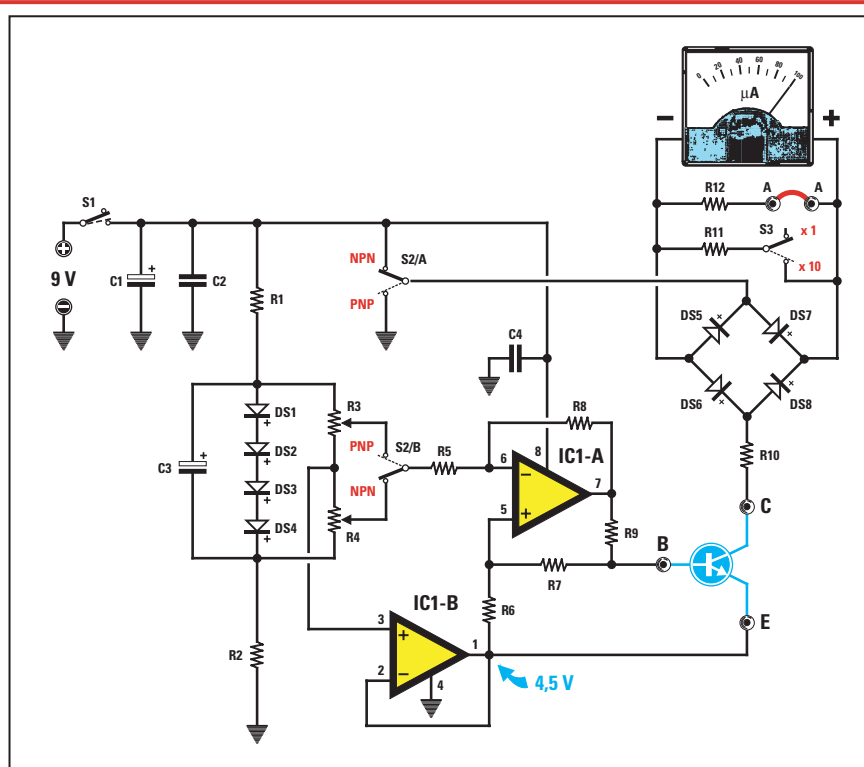 0 20 40 60 80 100
µA
− +
R12 A A
S1
R11 S3 x 1
x 10
NPN S2/A
9 V C1 + C2
PNP
R1
DS5 DS7
C4
DS6 DS8
R8
DS1
+
R3
DS2
+
PNP S2/B R5
6 − 8 IC1-A
7
R10
C3 +
DS3
+
NPN
5 +
C
DS4
+
R4
R9
B
R7
IC1-B R6
E
3 +
R2
1
2 −
4
4,5 V